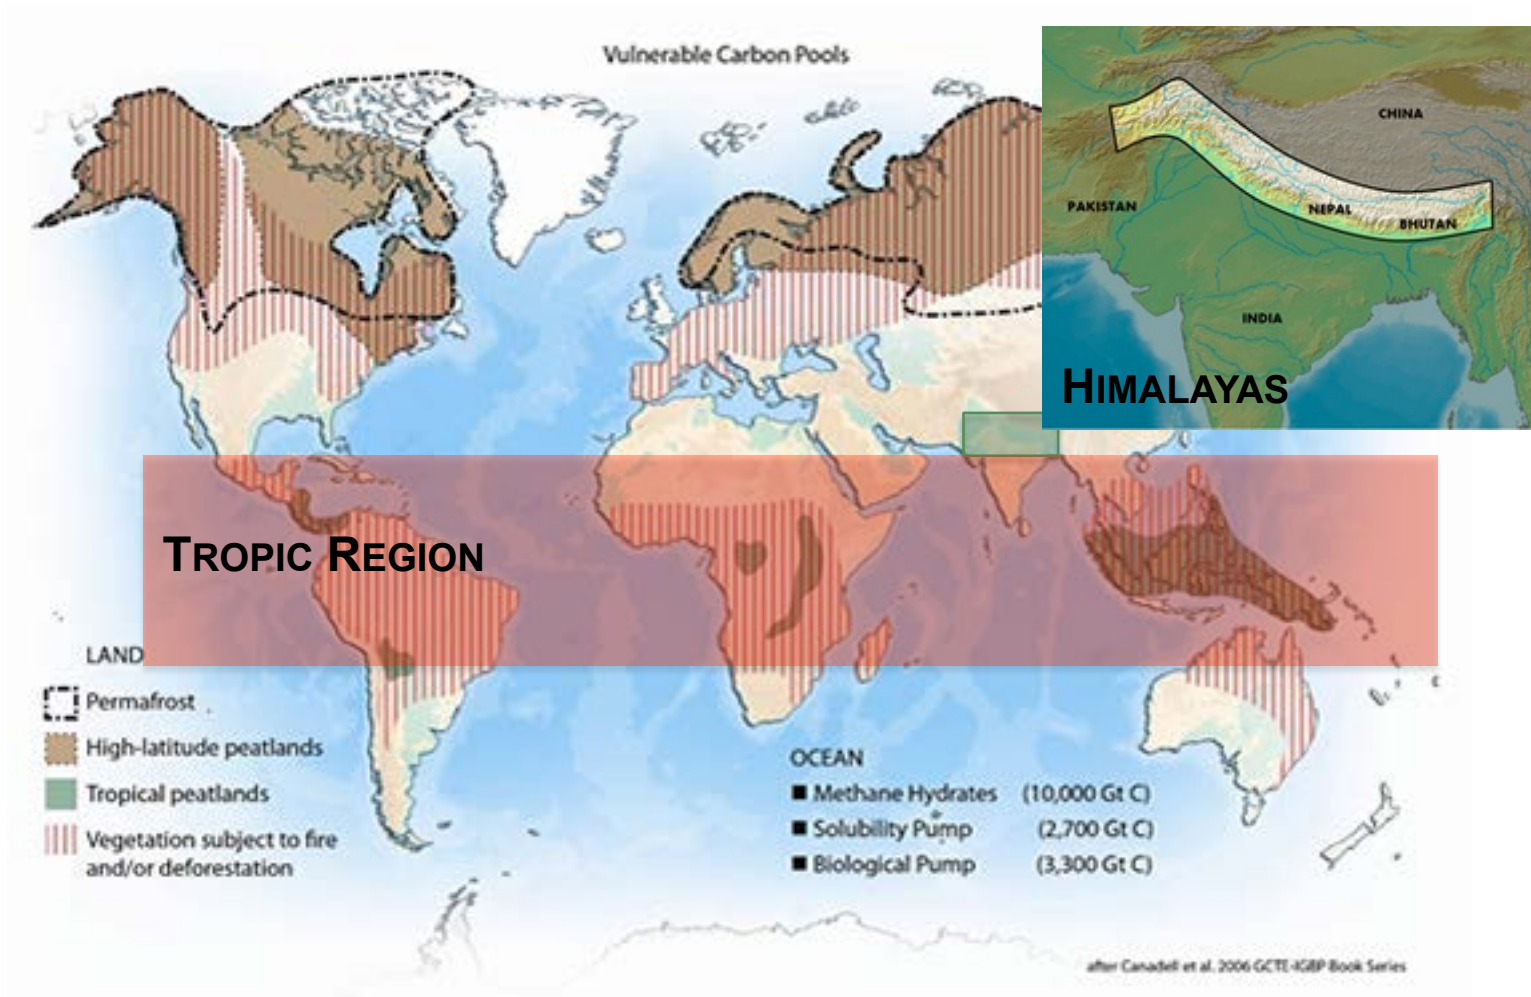 Vulnerable Carbon Pools
CHINA
PAKISTAN
NEPAL
BHUTAN
INDIA
HIMALAYAS
TROPIC REGION
LAND
Permafrost
High-latitude peatlands
Tropical peatlands
Vegetation subject to fire
and/or deforestation
OCEAN
■ Methane Hydrates (10,000 Gt C)
■ Solubility Pump (2,700 Gt C)
■ Biological Pump (3,300 Gt C)
after Canadell et al. 2006 GCTE-IGBP Book Series